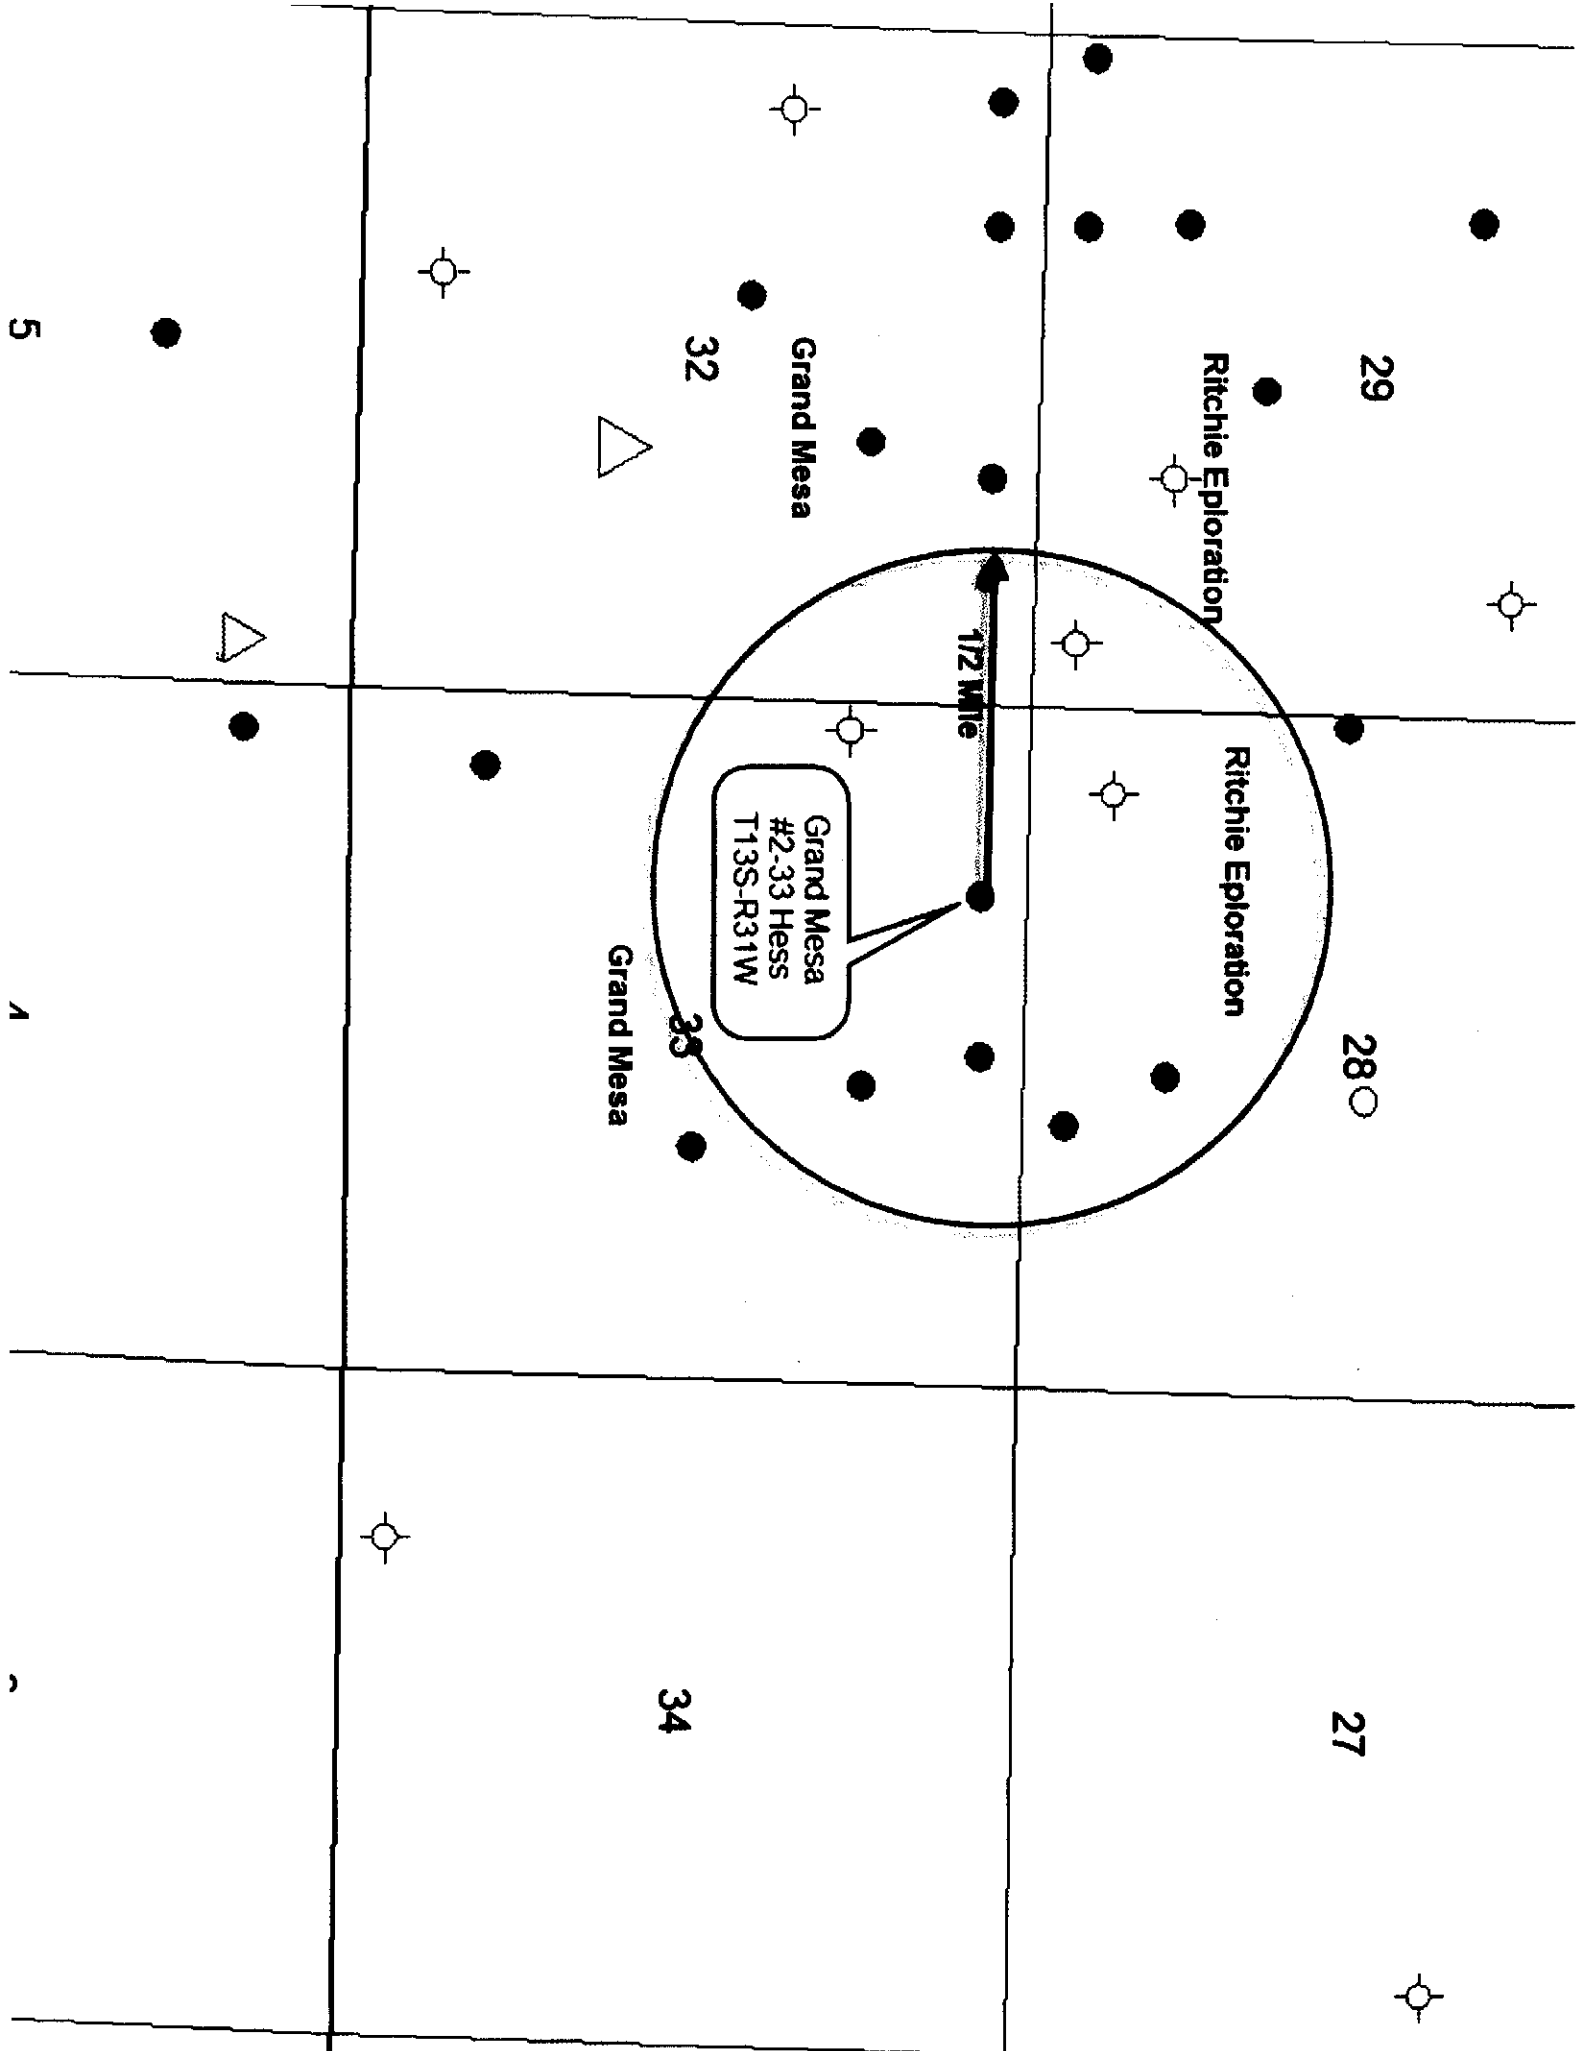 29
28
27
Ritchie Eploration
Ritchie Eploration
1/2 Mile
Grand Mesa
Grand Mesa
#2-33 Hess
T13S-R31W
32
33
34
Grand Mesa
5